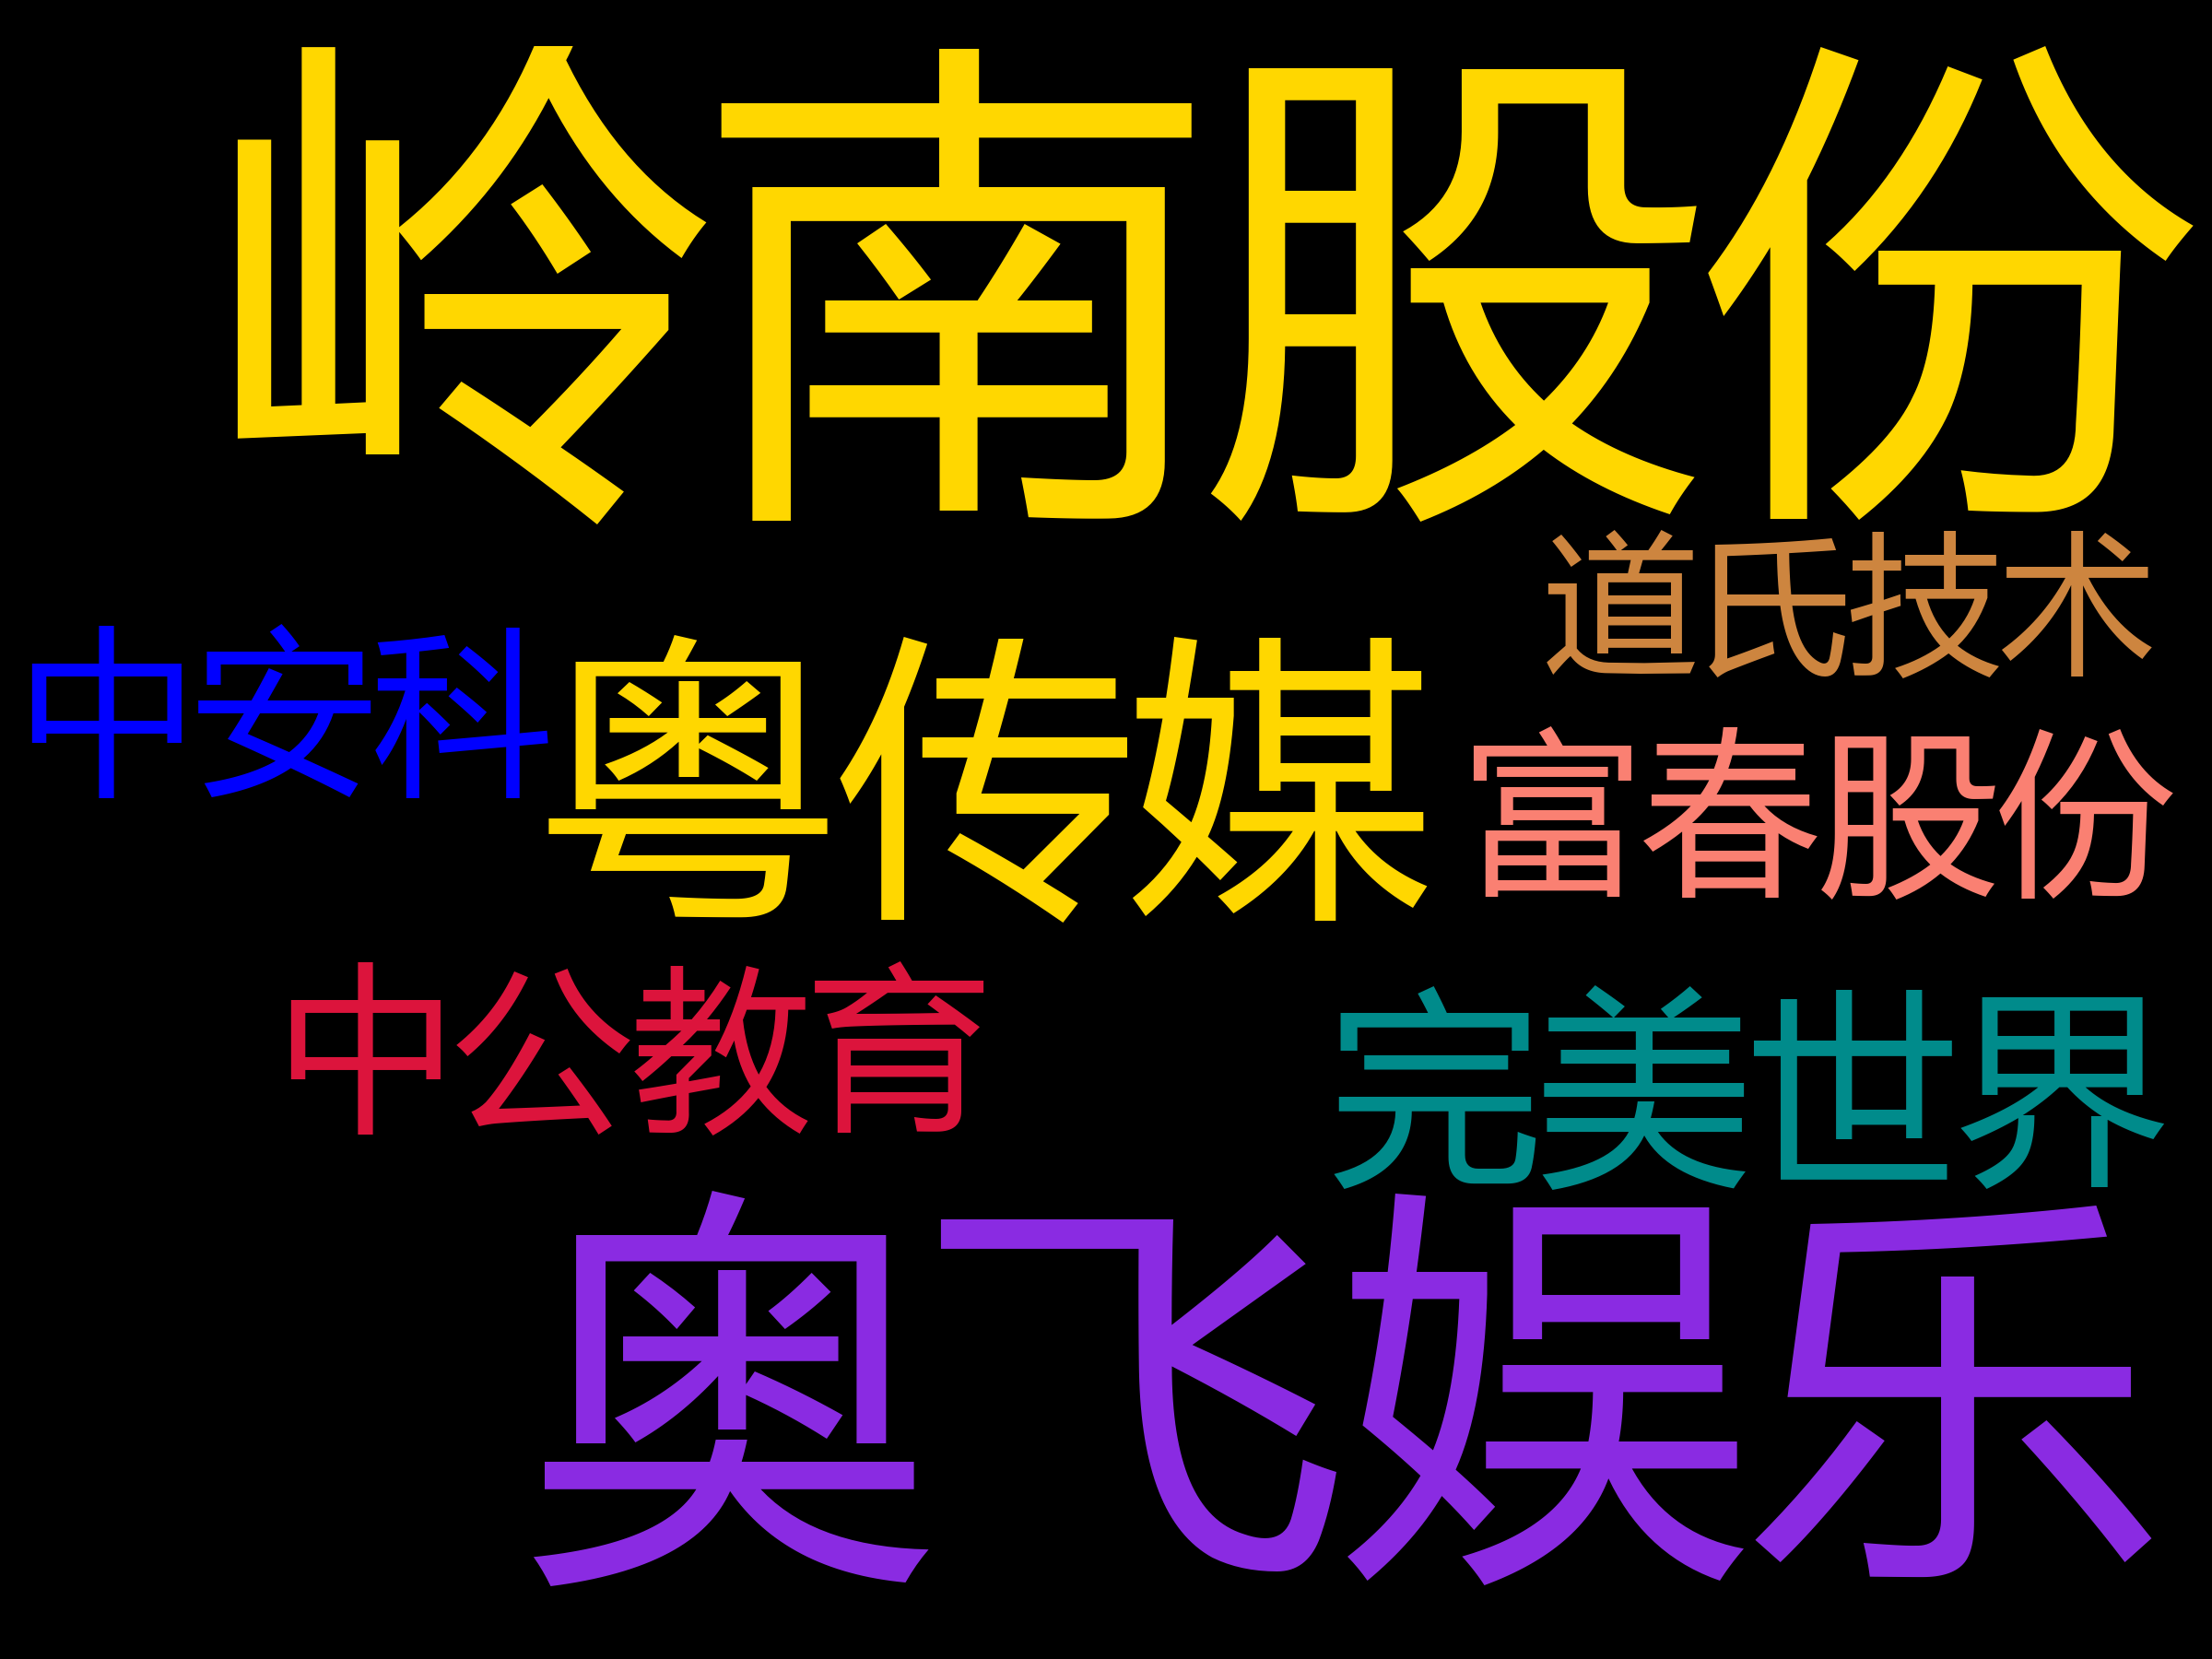 岭南股份
道氏技术
中安科
粤传媒
富春股份
中公教育
完美世界
奥飞娱乐